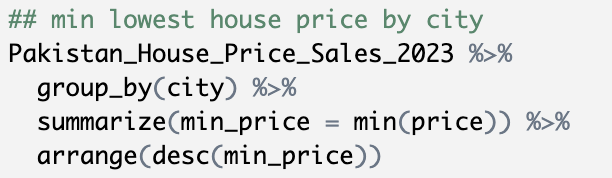 ## min lowest house price by city
Pakistan_House_Price_Sales_2023 %>%
  group_by(city) %>%
  summarize(min_price = min(price)) %>%
  arrange(desc(min_price))